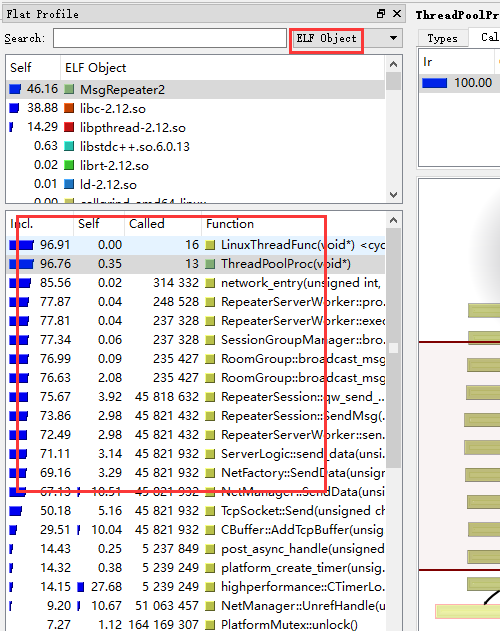 Flat Profile
ThreadPoolPro
Search:
ELF Object
Types
Cal
Self
ELF Object
Ir
46.16 MsgRepeater2
100.00
38.88 libc-2.12.so
14.29 libpthread-2.12.so
0.63 libstdc++.so.6.0.13
0.02 librt-2.12.so
0.01 ld-2.12.so
Incl. Self Called Function
96.91 0.00 16 LinuxThreadFunc(void*) <cyc
96.76 0.35 13 ThreadPoolProc(void*)
85.56 0.02 314 332 network_entry(unsigned int,
77.87 0.04 248 528 RepeaterServerWorker::pro...
77.81 0.04 237 328 RepeaterServerWorker::exec
77.34 0.06 237 328 SessionGroupManager::bro...
76.99 0.09 235 427 RoomGroup::broadcast_msg
76.63 2.08 235 427 RoomGroup::broadcast_ms...
75.67 3.92 45 818 632 RepeaterSession::qw_send_...
73.86 2.98 45 821 432 RepeaterSession::SendMsg(...
72.49 2.98 45 821 432 RepeaterServerWorker::sen...
71.11 3.14 45 821 932 ServerLogic::send_data(unsi
69.16 3.29 45 821 932 NetFactory::SendData(unsign
67.13 10.51 45 821 932 NetManager::SendData(uns
50.18 5.16 45 821 932 TcpSocket::Send(unsigned ch
29.51 10.04 45 821 932 CBuffer::AddTcpBuffer(unsig
14.43 0.25 5 237 849 post_async_handle(unsigned
14.32 0.38 5 239 249 platform_create_timer(unsig
14.15 27.68 5 239 249 highperformance::CTimerLo...
9.20 10.67 51 063 457 NetManager::UnrefHandle(u
7.27 1.12 164 169 307 PlatformMutex::unlock()